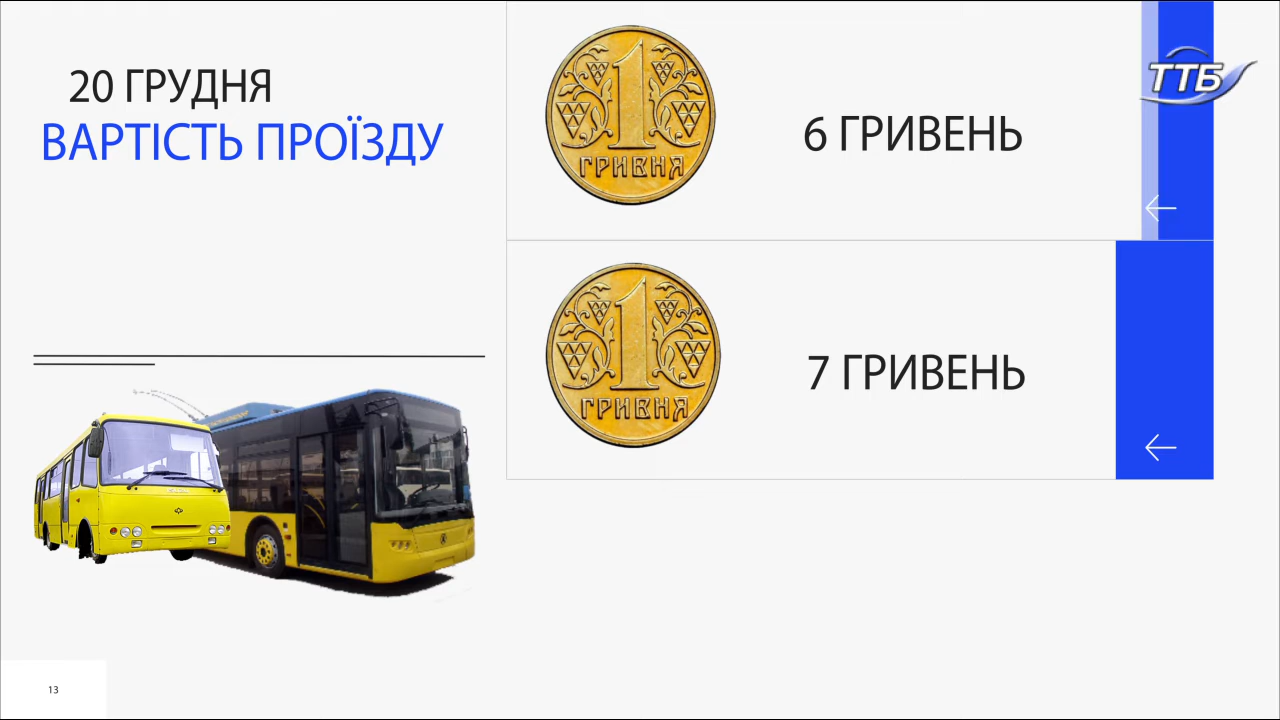 20 ГРУДНЯ
ВАРТІСТЬ ПРОЇЗДУ
1
ГРИВНЯ
6 ГРИВЕНЬ
ТТБ
1
ГРИВНЯ
7 ГРИВЕНЬ
13